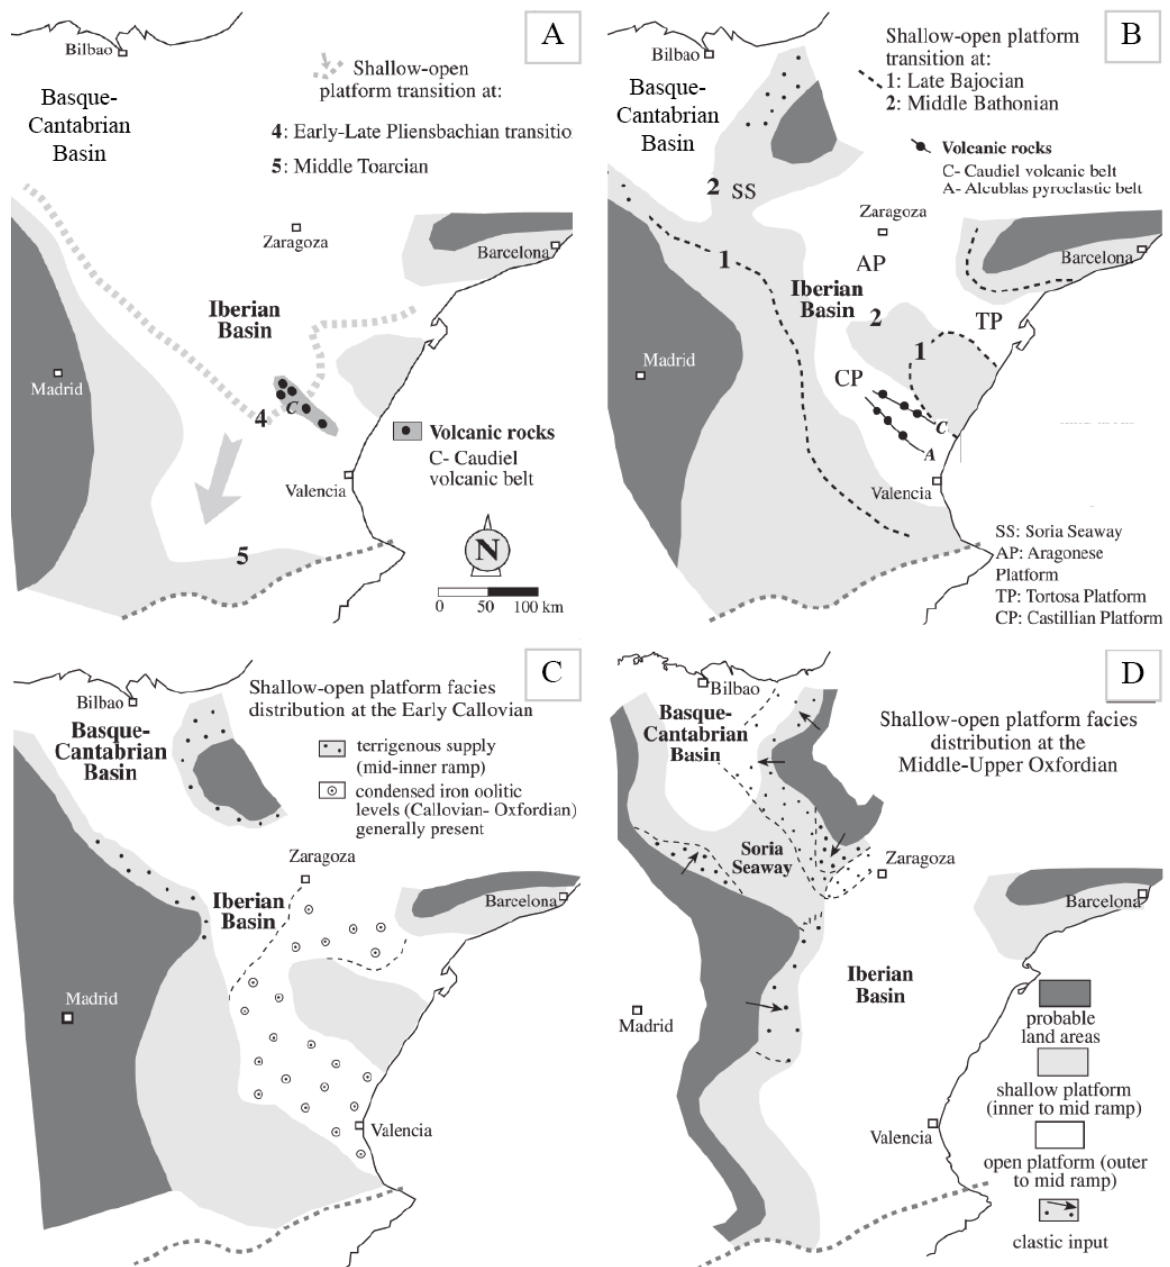 A
Bilbao
Basque-
Cantabrian
Basin
Shallow-open
platform transition at:
4: Early-Late Pliensbachian transitio
5: Middle Toarcian
Zaragoza
Barcelona
Iberian
Basin
Madrid
4
C
Volcanic rocks
C- Caudiel
volcanic belt
Valencia
5
N
0 50 100 km
B
Bilbao
Basque-
Cantabrian
Basin
Shallow-open platform
transition at:
1: Late Bajocian
2: Middle Bathonian
Volcanic rocks
C- Caudiel volcanic belt
A- Alcublas pyroclastic belt
2 SS
Zaragoza
1
AP
Barcelona
Iberian
Basin
2
TP
1
Madrid
CP
C
A
Valencia
SS: Soria Seaway
AP: Aragonese
Platform
TP: Tortosa Platform
CP: Castillian Platform
C
Bilbao
Shallow-open platform facies
distribution at the Early Callovian
Basque-
Cantabrian
Basin
terrigenous supply
(mid-inner ramp)
condensed iron oolitic
levels (Callovian- Oxfordian)
generally present
Zaragoza
Iberian
Basin
Barcelona
Madrid
Valencia
D
Bilbao
Basque-
Cantabrian
Basin
Shallow-open platform facies
distribution at the
Middle-Upper Oxfordian
Soria
Seaway
Zaragoza
Barcelona
Iberian
Basin
Madrid
Valencia
probable
land areas
shallow platform
(inner to mid ramp)
open platform (outer
to mid ramp)
clastic input